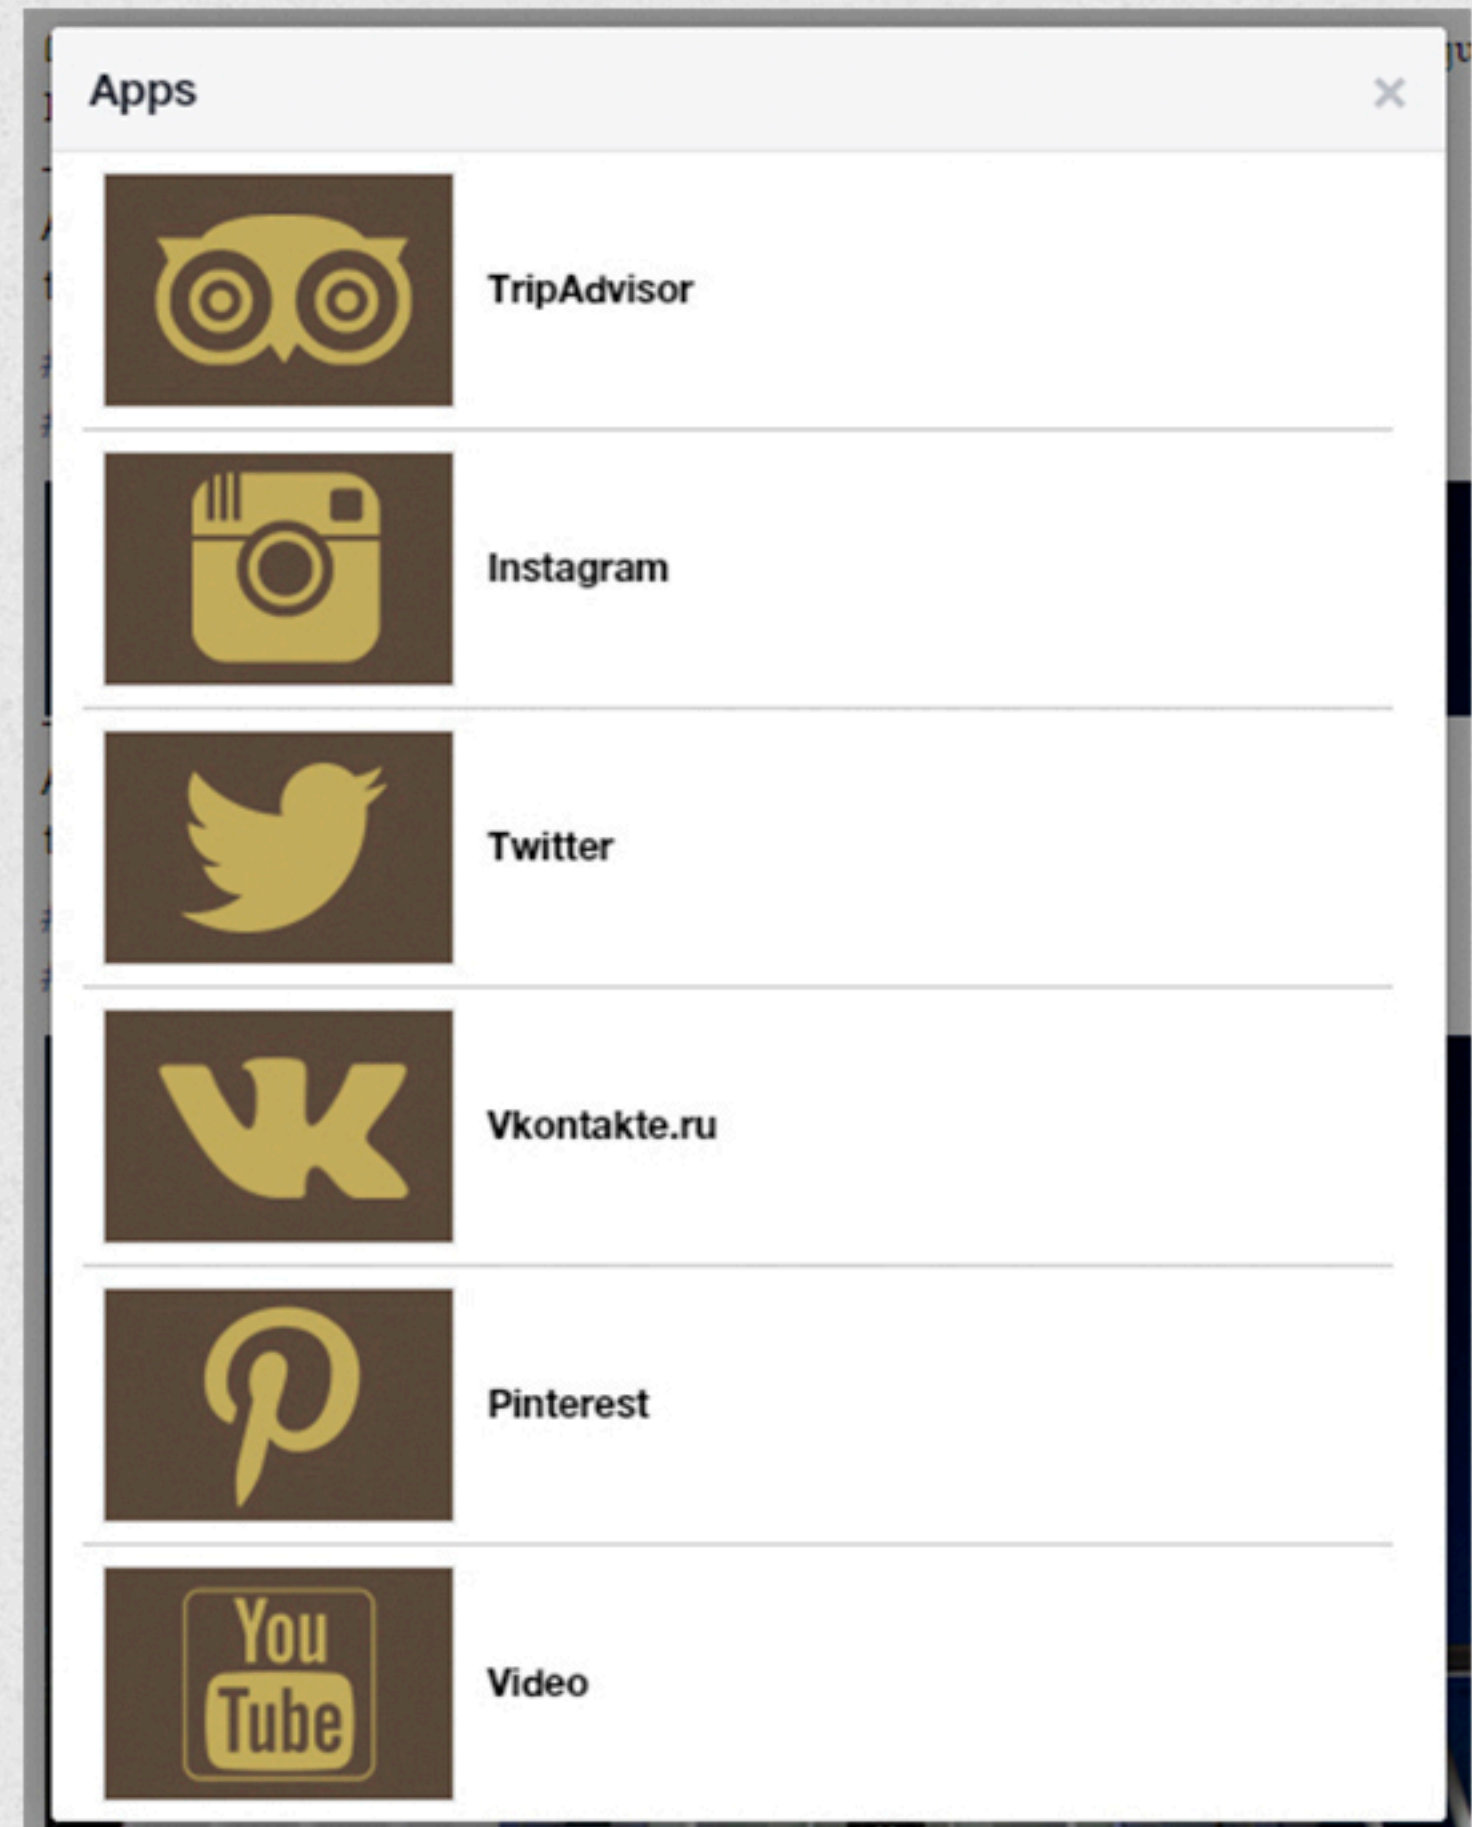 Apps
TripAdvisor
Instagram
Twitter
Vkontakte.ru
Pinterest
You
Tube
Video